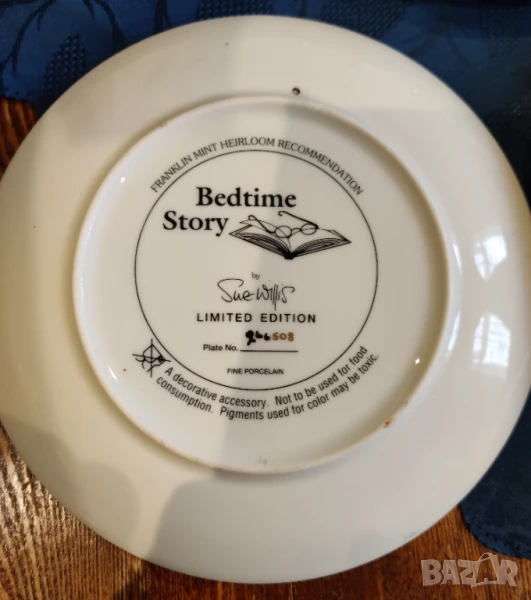 FRANKLIN MINT HEIRLOOM RECOMMENDATION
Bedtime
Story
by
Sue Willis
LIMITED EDITION
Plate No.
FINE PORCELAIN
A decorative accessory. Not to be used for food
consumption. Pigments used for color may be toxic.
BAZAR